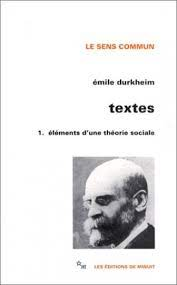 LE SENS COMMUN
émile durkheim
textes
1. éléments d'une théorie sociale
LES ÉDITIONS DE MINUIT